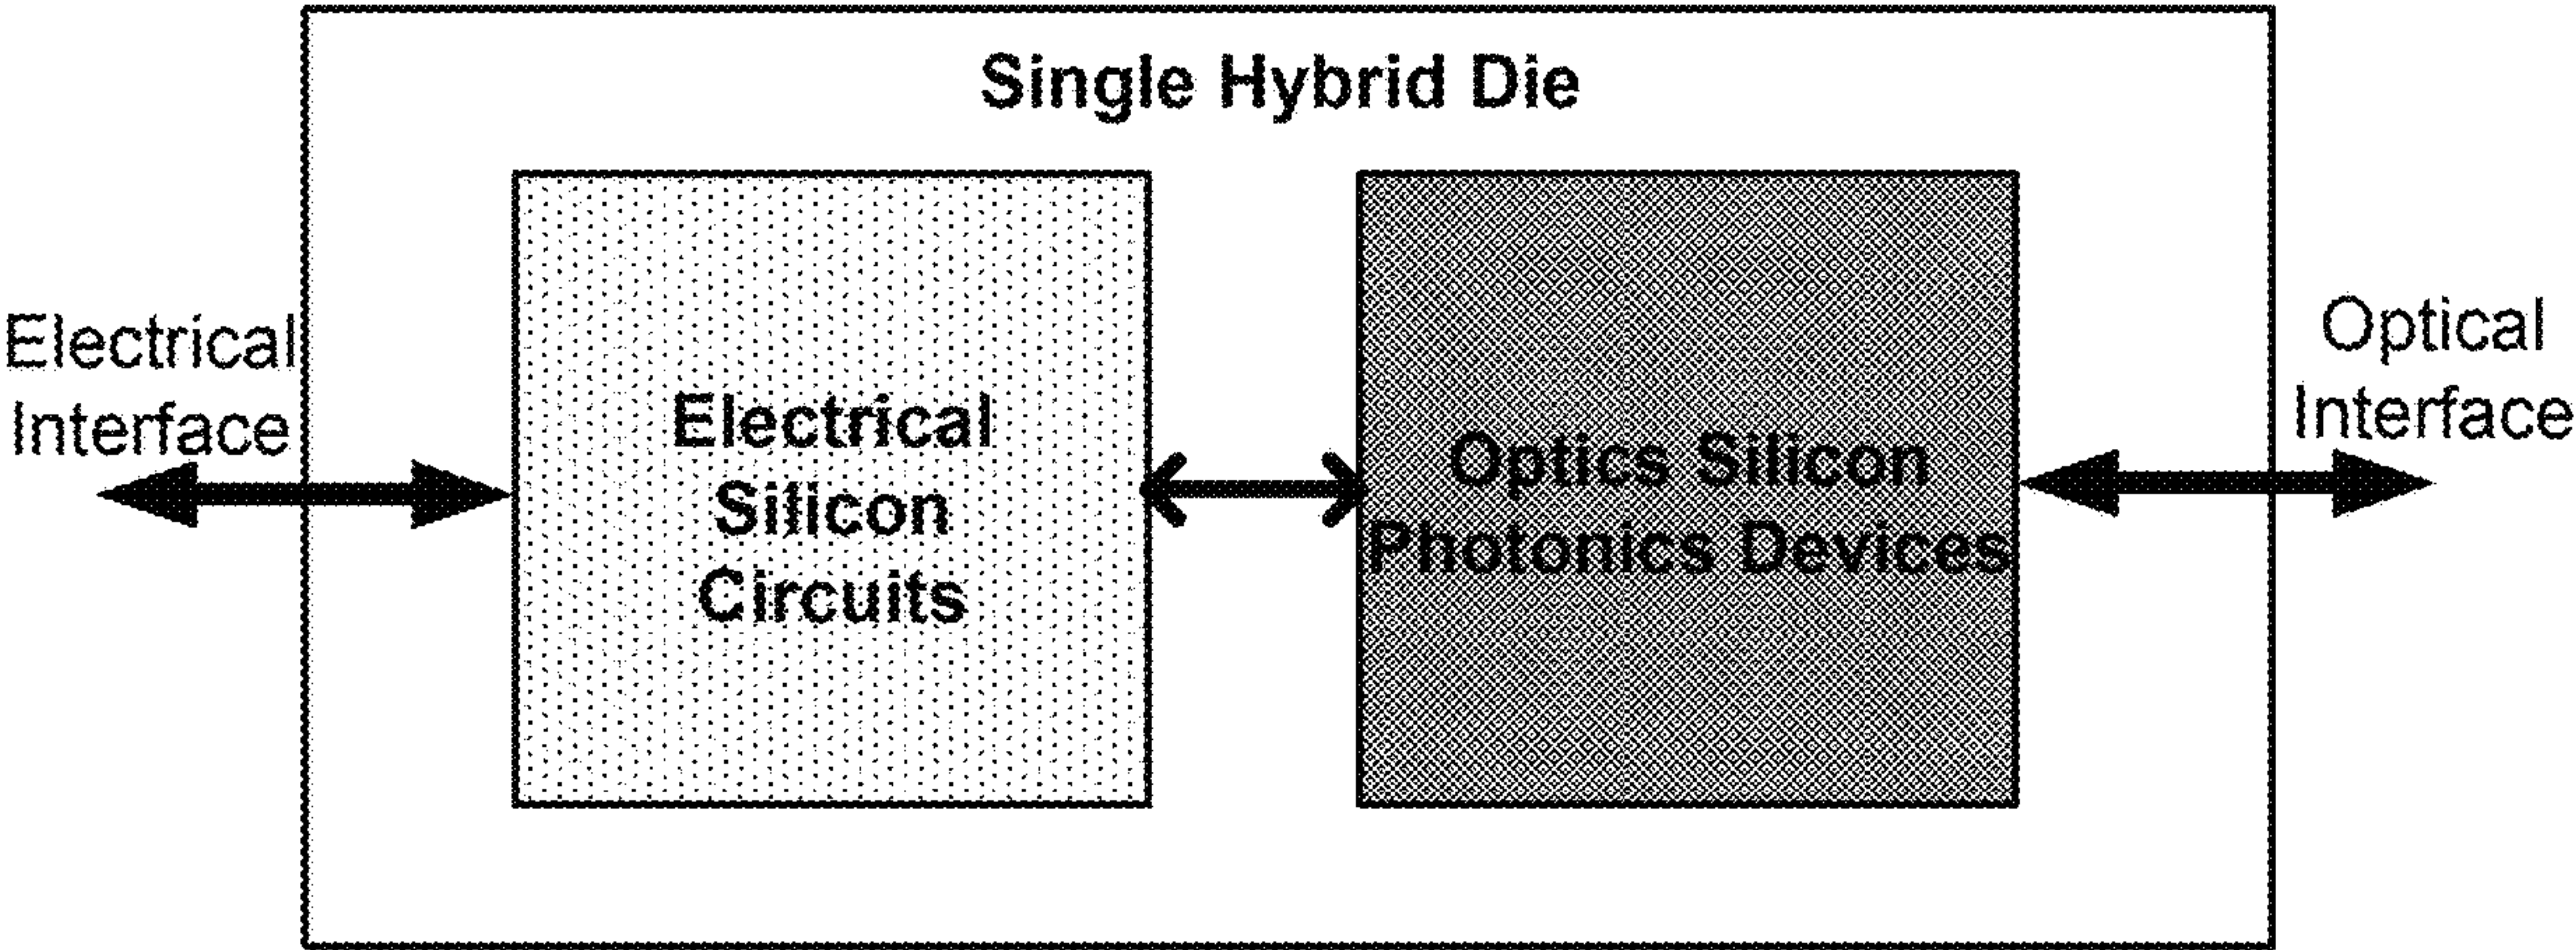 Single Hybrid Die
Electrical
Interface
Electrical
Silicon
Circuits
Optics Silicon
Photonics Devices
Optical
Interface